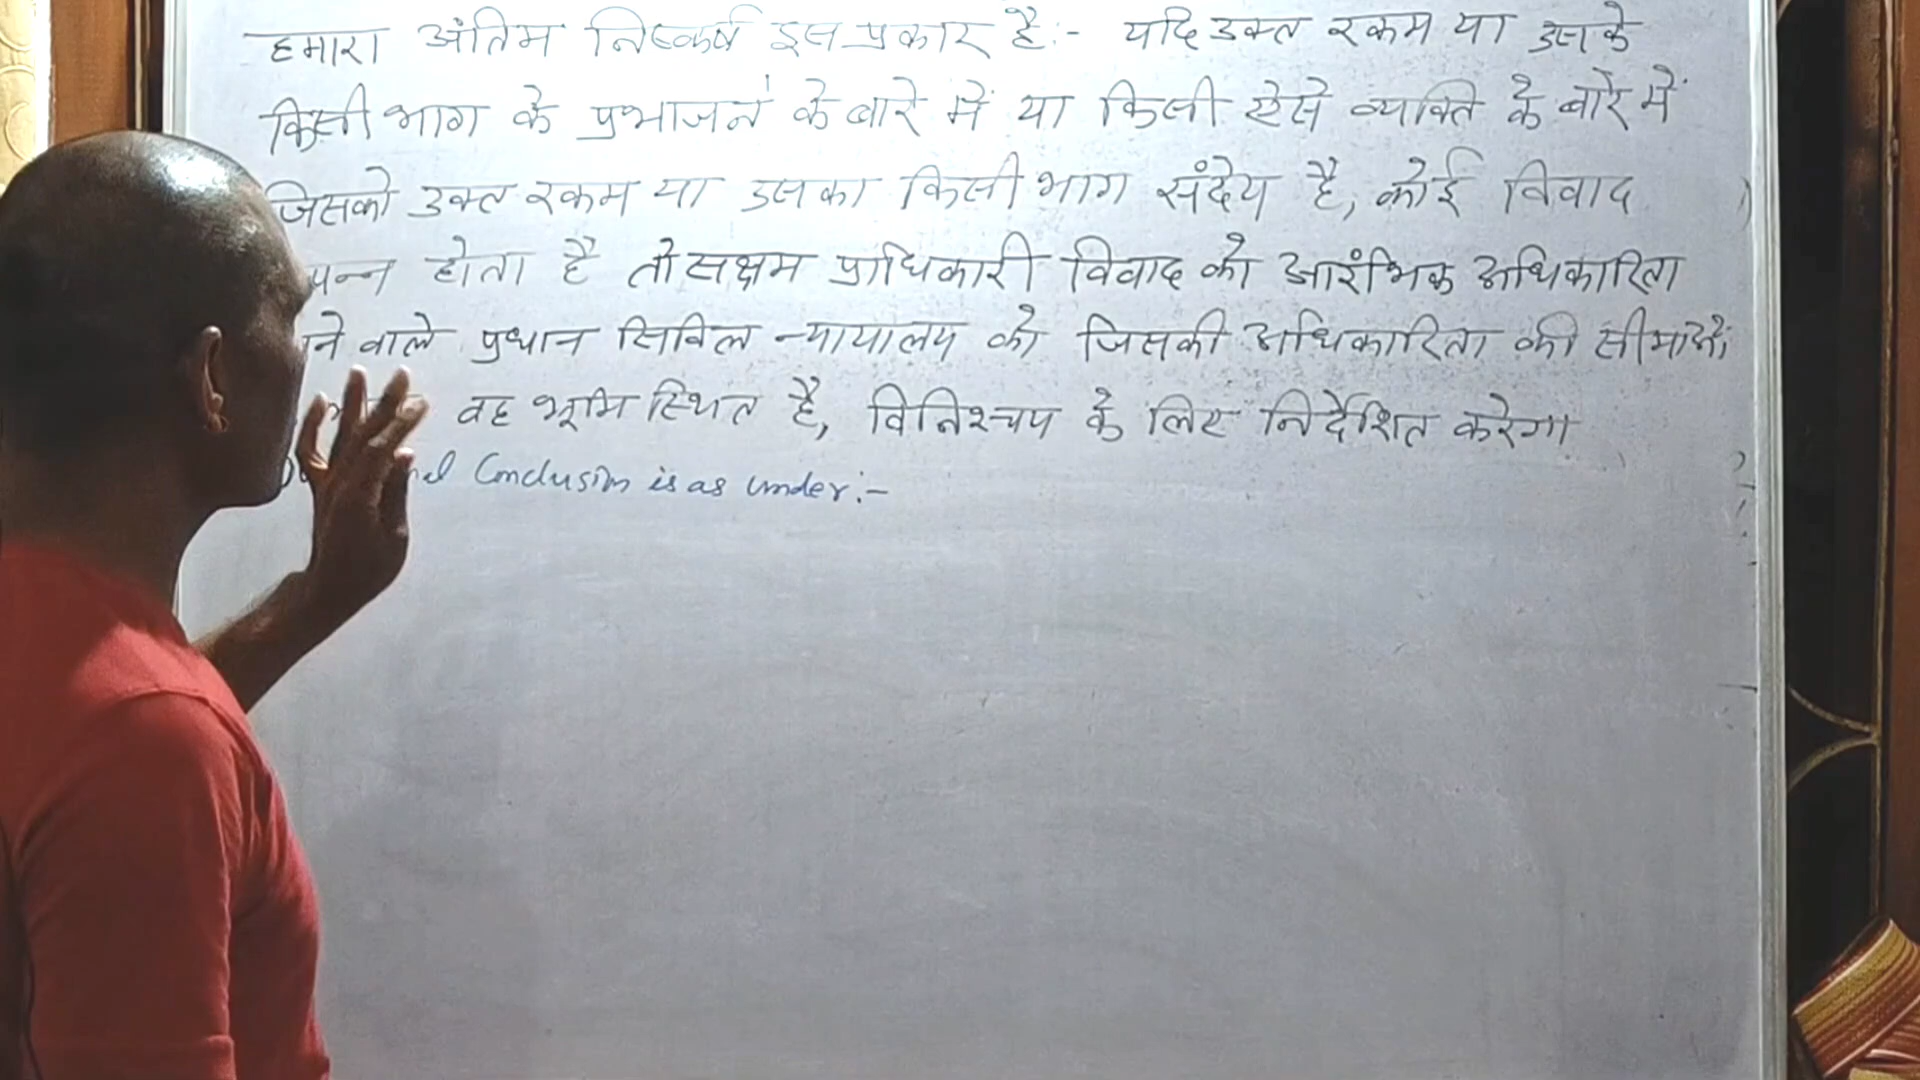 हमारा अंतिम निष्कर्ष इस प्रकार है:- यदि उक्त रकम या उसके
किसी भाग के प्रभाजन के बारे में या किसी ऐसे व्यक्ति के बारे में
जिसको उक्त रकम या उसका किसी भाग संदेय है, कोई विवाद
पन्न होता है तो सक्षम प्राधिकारी विवाद को आरंभिक अधिकारिता
ने वाले प्रधान सिविल न्यायालय को जिसकी अधिकारिता की सीमाओं
वह भूमि स्थित है, विनिश्चय के लिए निर्देशित करेगा
Conclusion is as under:-